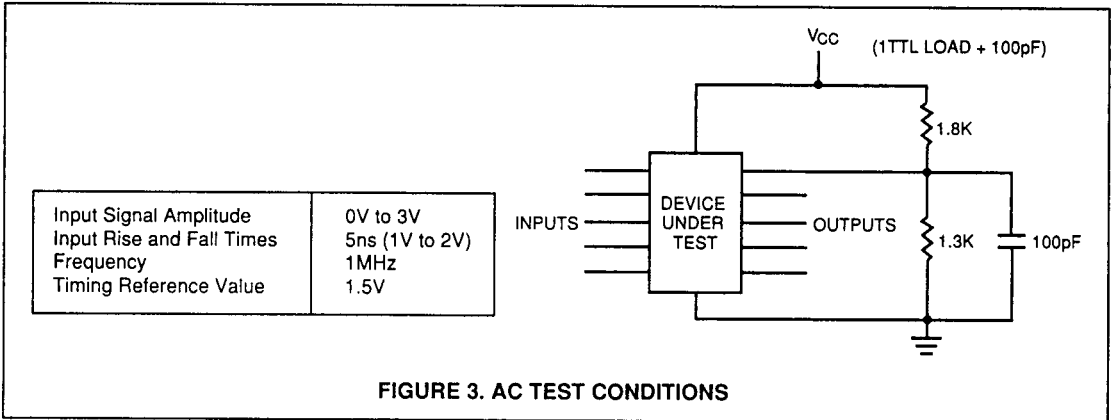 VCC (1TTL LOAD + 100pF)
1.8K
Input Signal Amplitude 0V to 3V
Input Rise and Fall Times 5ns (1V to 2V)
Frequency 1MHz
Timing Reference Value 1.5V
INPUTS
DEVICE
UNDER
TEST
OUTPUTS
1.3K
100pF
FIGURE 3. AC TEST CONDITIONS